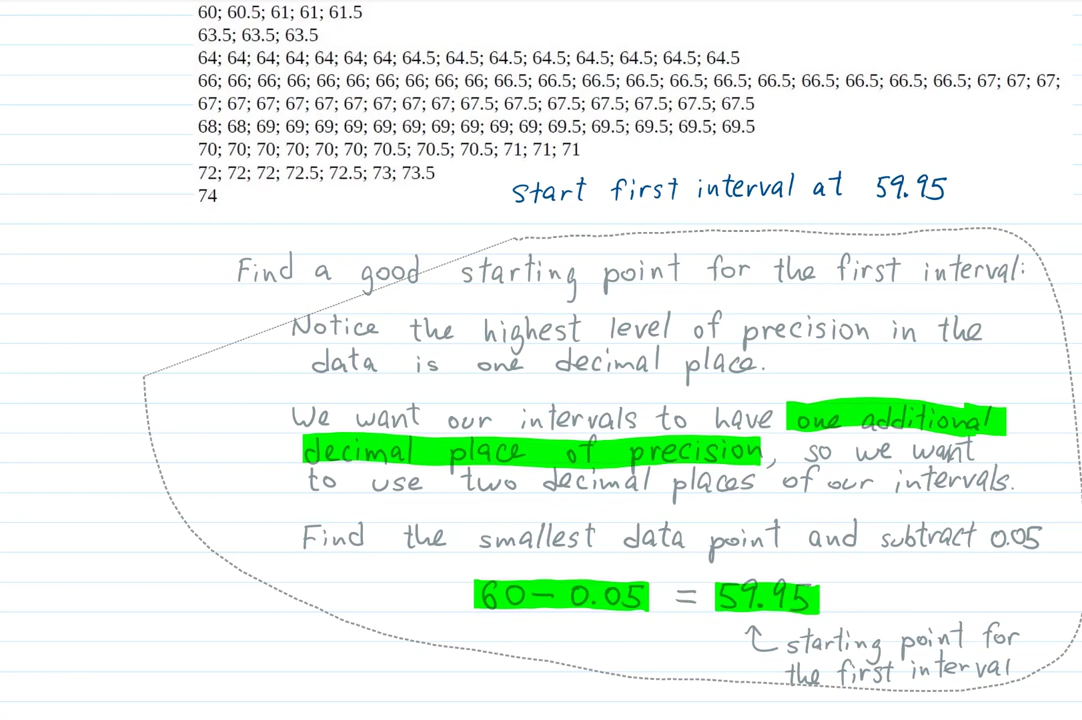 60; 60.5; 61; 61; 61.5
63.5; 63.5; 63.5
64; 64; 64; 64; 64; 64; 64; 64.5; 64.5; 64.5; 64.5; 64.5; 64.5; 64.5; 64.5
66; 66; 66; 66; 66; 66; 66; 66; 66; 66; 66.5; 66.5; 66.5; 66.5; 66.5; 66.5; 66.5; 66.5; 66.5; 66.5; 66.5; 67; 67; 67;
67; 67; 67; 67; 67; 67; 67; 67; 67; 67.5; 67.5; 67.5; 67.5; 67.5; 67.5; 67.5
68; 68; 69; 69; 69; 69; 69; 69; 69; 69; 69; 69; 69.5; 69.5; 69.5; 69.5; 69.5
70; 70; 70; 70; 70; 70; 70.5; 70.5; 70.5; 71; 71; 71
72; 72; 72; 72.5; 72.5; 73; 73.5
74
Start first interval at 59.95
Find a good starting point for the first interval:
Notice the highest level of precision in the
data is one decimal place.
We want our intervals to have one additional
decimal place of precision, so we want
to use two decimal places of our intervals.
Find the smallest data point and subtract 0.05
60 - 0.05 = 59.95
↑ starting point for
the first interval